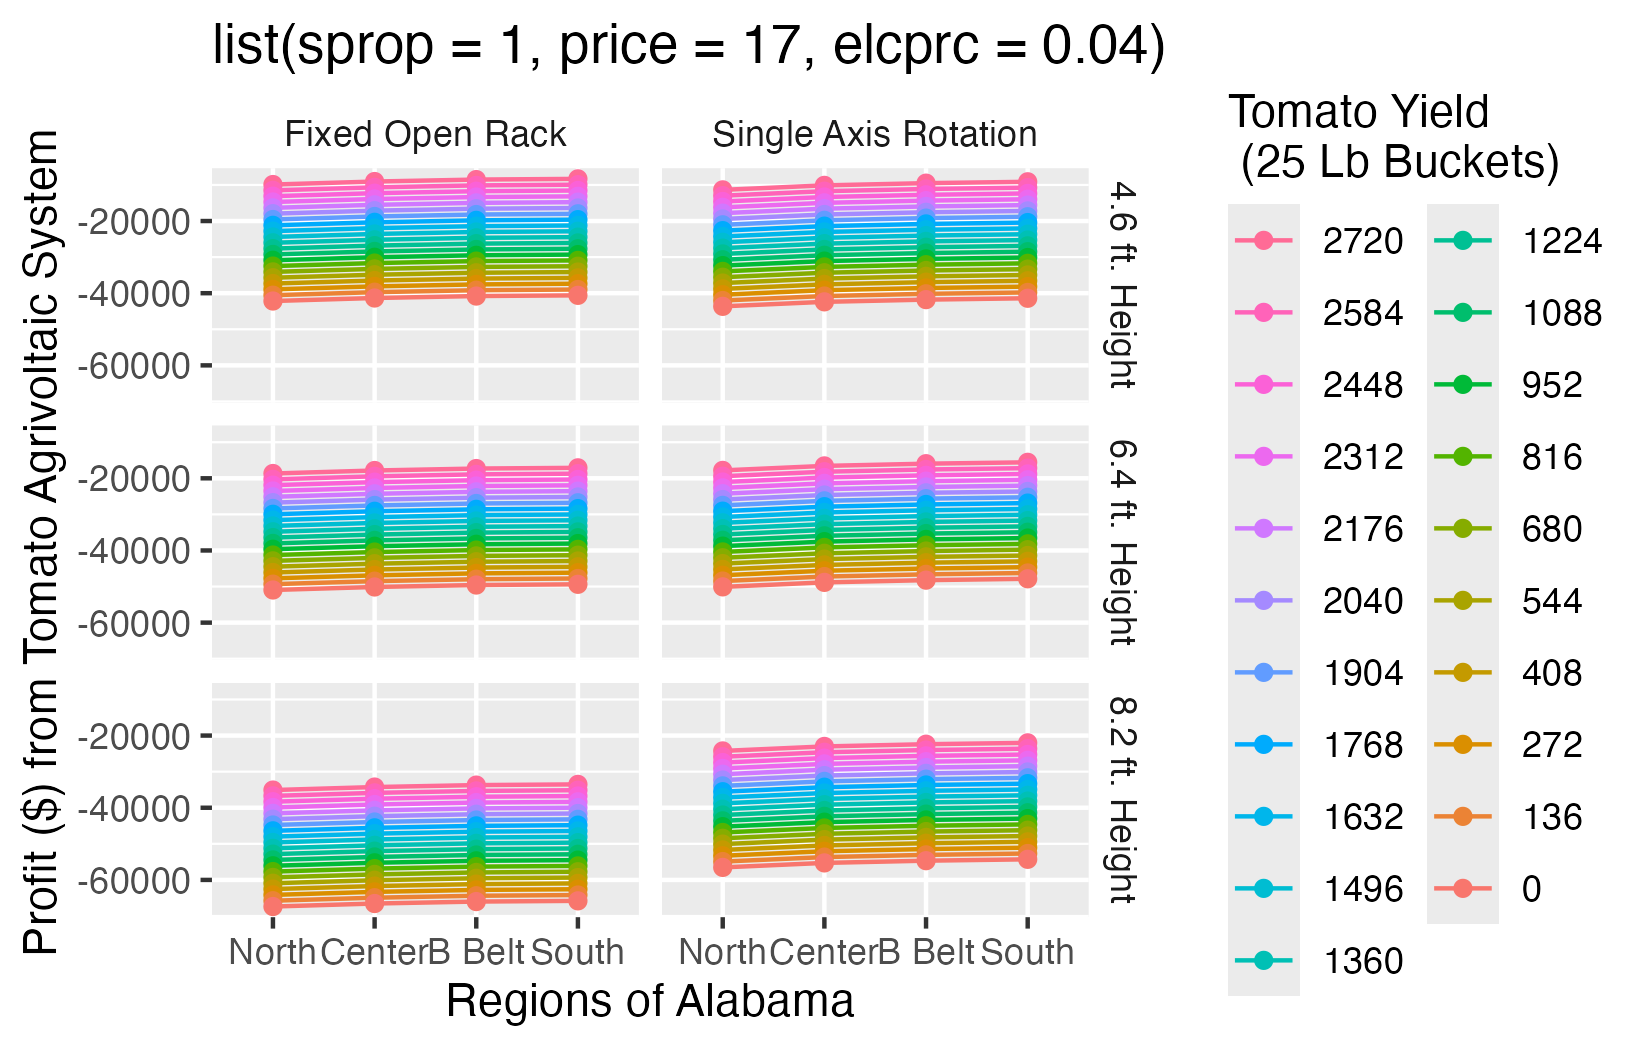 list(sprop = 1, price = 17, elcprc = 0.04)
Fixed Open Rack
Single Axis Rotation
Profit ($) from Tomato Agrivoltaic System
-20000
-40000
-60000
4.6 ft. Height
-20000
-40000
-60000
6.4 ft. Height
-20000
-40000
-60000
8.2 ft. Height
North Center B Belt South
North Center B Belt South
Regions of Alabama
Tomato Yield
(25 Lb Buckets)
2720
2584
2448
2312
2176
2040
1904
1768
1632
1496
1360
1224
1088
952
816
680
544
408
272
136
0